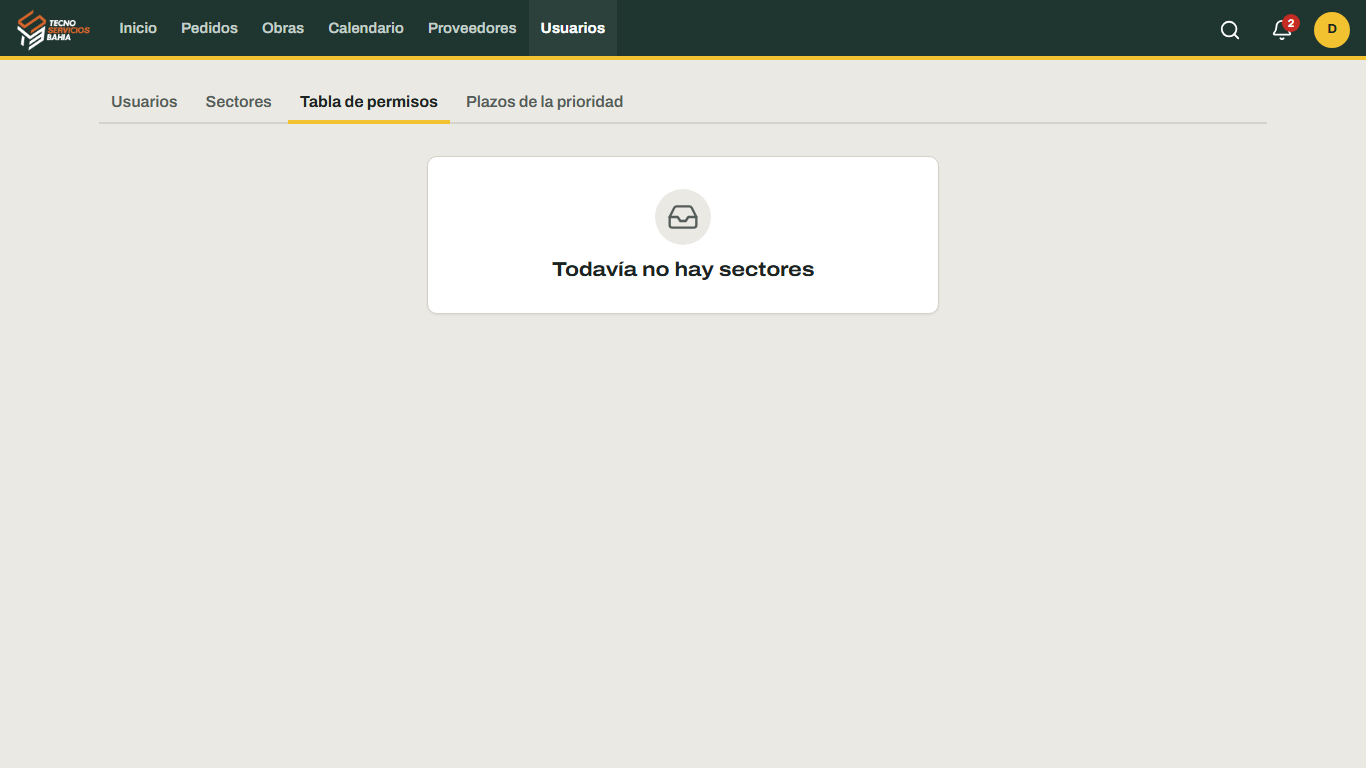 TECNO
SERVICIOS
BAHIA
Inicio Pedidos Obras Calendario Proveedores Usuarios
2
D
Usuarios Sectores Tabla de permisos Plazos de la prioridad
Todavía no hay sectores